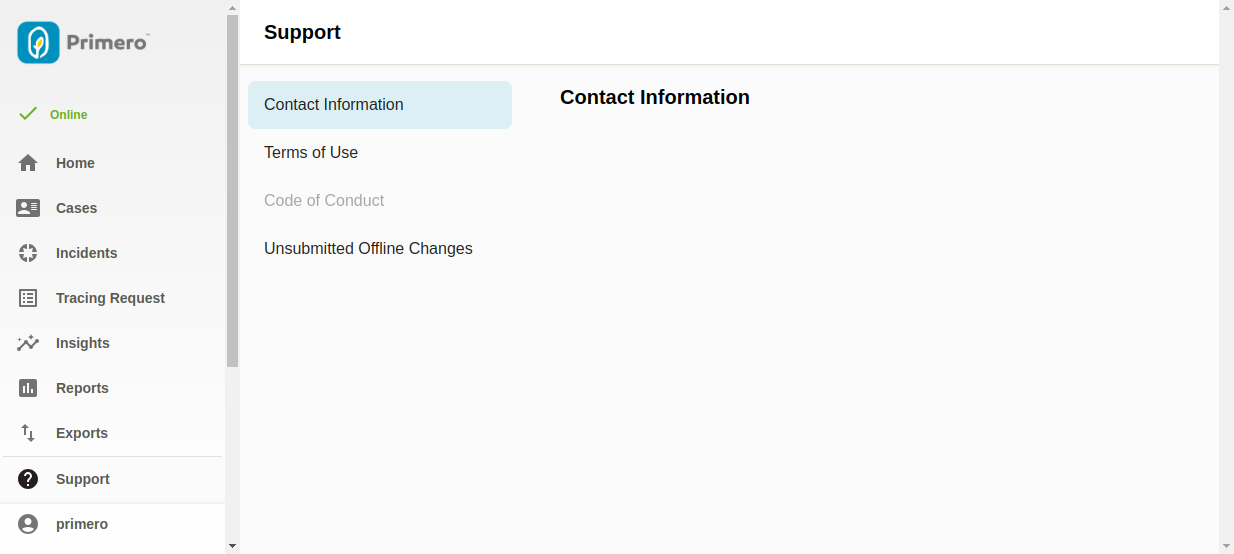 Primero™
Online
Home
Cases
Incidents
Tracing Request
Insights
Reports
Exports
Support
primero
Support
Contact Information
Terms of Use
Code of Conduct
Unsubmitted Offline Changes
Contact Information